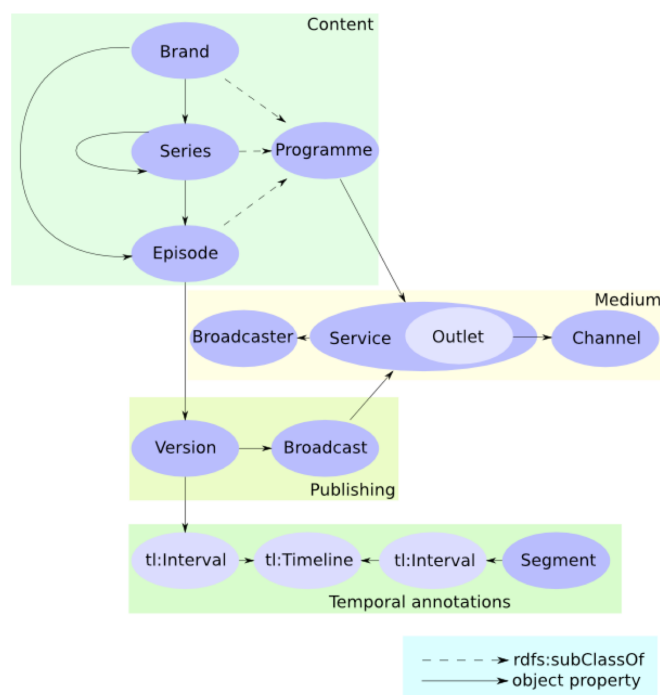 Content
Brand
Series
Programme
Episode
Medium
Broadcaster
Service
Outlet
Channel
Version
Broadcast
Publishing
tl:Interval
tl:Timeline
tl:Interval
Segment
Temporal annotations
rdfs:subClassOf
object property